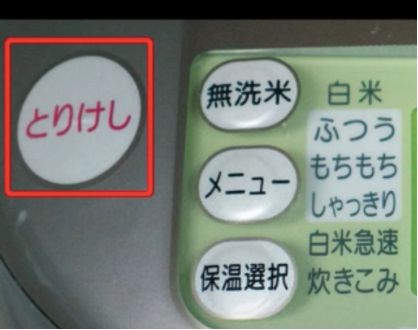 とりけし
無洗米
メニュー
保温選択
白米
ふつう
もちもち
しゃっきり
白米急速
炊きこみ